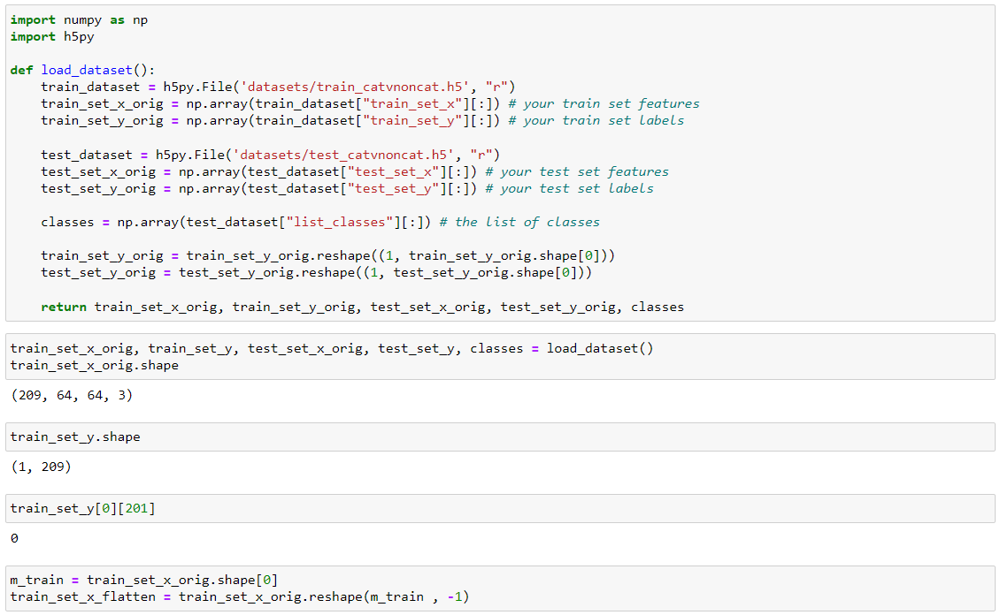 import numpy as np
import h5py
def load_dataset():
    train_dataset = h5py.File('datasets/train_catvnoncat.h5', "r")
    train_set_x_orig = np.array(train_dataset["train_set_x"][:]) # your train set features
    train_set_y_orig = np.array(train_dataset["train_set_y"][:]) # your train set labels
    test_dataset = h5py.File('datasets/test_catvnoncat.h5', "r")
    test_set_x_orig = np.array(test_dataset["test_set_x"][:]) # your test set features
    test_set_y_orig = np.array(test_dataset["test_set_y"][:]) # your test set labels
    classes = np.array(test_dataset["list_classes"][:]) # the list of classes
    train_set_y_orig = train_set_y_orig.reshape((1, train_set_y_orig.shape[0]))
    test_set_y_orig = test_set_y_orig.reshape((1, test_set_y_orig.shape[0]))
    return train_set_x_orig, train_set_y_orig, test_set_x_orig, test_set_y_orig, classes
train_set_x_orig, train_set_y, test_set_x_orig, test_set_y, classes = load_dataset()
train_set_x_orig.shape
(209, 64, 64, 3)
train_set_y.shape
(1, 209)
train_set_y[0][201]
0
m_train = train_set_x_orig.shape[0]
train_set_x_flatten = train_set_x_orig.reshape(m_train , -1)